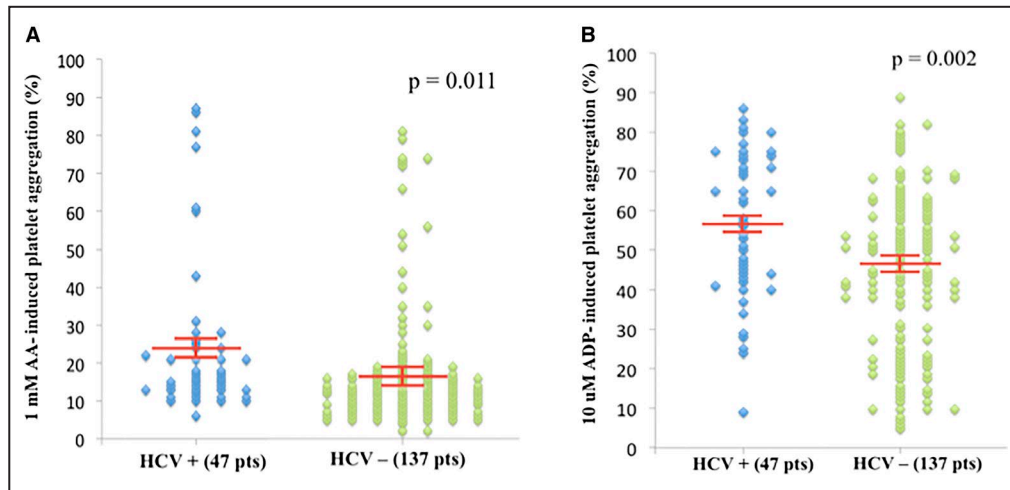 A
1 mM AA-induced platelet aggregation (%)
100
90
80
70
60
50
40
30
20
10
0
p = 0.011
HCV + (47 pts)
HCV – (137 pts)
B
10 uM ADP-induced platelet aggregation (%)
100
90
80
70
60
50
40
30
20
10
0
p = 0.002
HCV + (47 pts)
HCV – (137 pts)